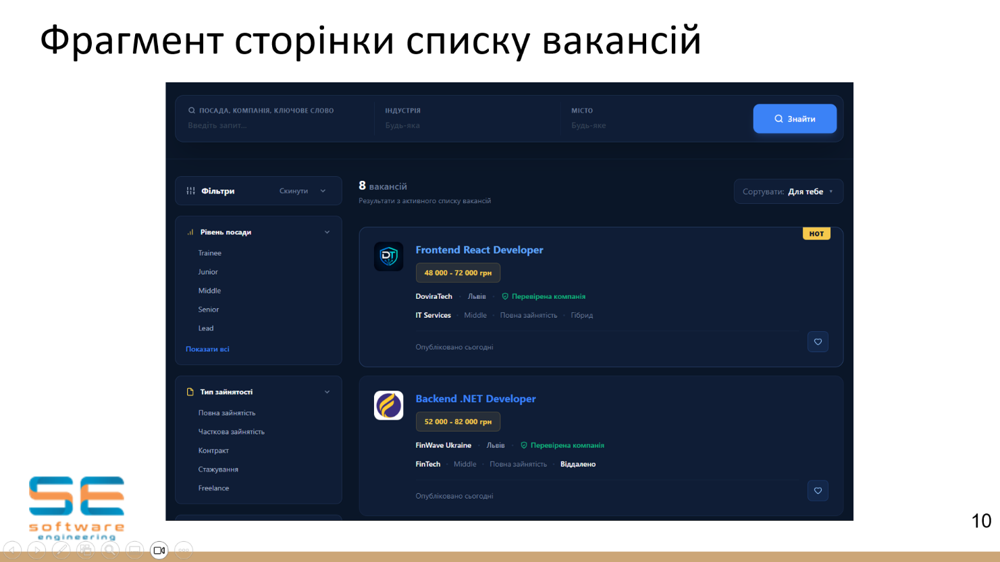 Фрагмент сторінки списку вакансій
ПОСАДА, КОМПАНІЯ, КЛЮЧОВЕ СЛОВО
Введіть запит...
ІНДУСТРІЯ
Будь-яка
МІСТО
Будь-яке
Знайти
Фільтри
Скинути
Рівень посади
Trainee
Junior
Middle
Senior
Lead
Показати всі
Тип зайнятості
Повна зайнятість
Часткова зайнятість
Контракт
Стажування
Freelance
8 вакансій
Результати з активного списку вакансій
Сортувати: Для тебе
HOT
DT
Frontend React Developer
48 000 - 72 000 грн
DoviraTech · Львів · Перевірена компанія
IT Services · Middle · Повна зайнятість · Гібрид
Опубліковано сьогодні
Backend .NET Developer
52 000 - 82 000 грн
FinWave Ukraine · Львів · Перевірена компанія
FinTech · Middle · Повна зайнятість · Віддалено
Опубліковано сьогодні
SE
software
engineering
10